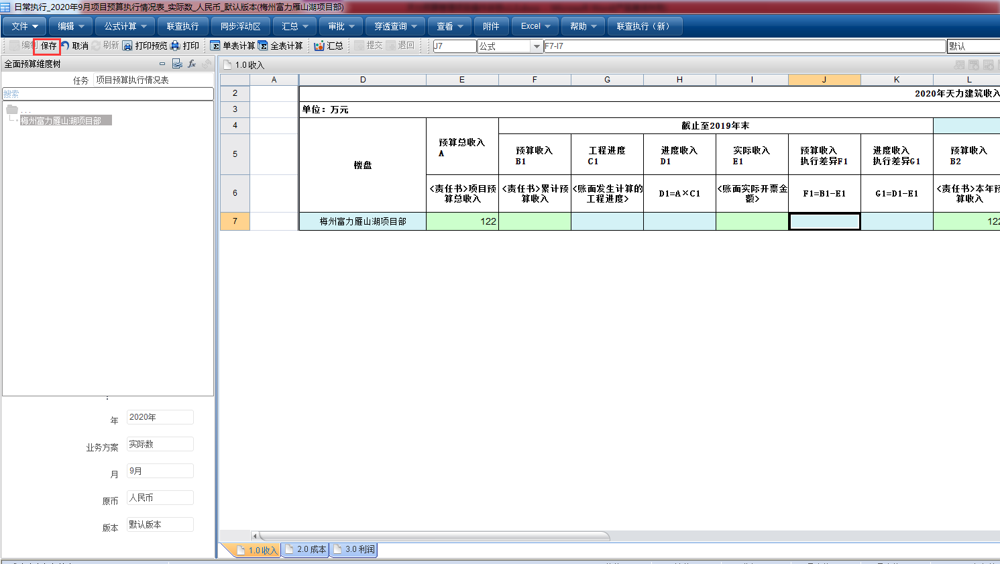 日常执行_2020年9月项目预算执行情况表_实际数_人民币_默认版本(梅州富力雁山湖项目部)
文件 编辑 公式计算 联查执行 同步浮动区 汇总 审批 穿透查询 查看 附件 Excel 帮助 联查执行（新）
编制 保存 取消 刷新 打印预览 打印 单表计算 全表计算 汇总 提交 退回 J7 公式 F7-I7 默认
全面预算维度树
任务 项目预算执行情况表
搜索
...
梅州富力雁山湖项目部
年 2020年
业务方案 实际数
月 9月
原币 人民币
版本 默认版本
1.0收入
A D E F G H I J K L
2 2020年天力建筑收入
3 单位：万元
4 截止至2019年末
5
6
7
楼盘
预算总收入
A
预算收入
B1
工程进度
C1
进度收入
D1
实际收入
E1
预算收入
执行差异F1
进度收入
执行差异G1
预算收入
B2
<责任书>项目预
算总收入
<责任书>累计预
算收入
<账面发生计算的
工程进度>
D1=A×C1
<账面实际开票金
额>
F1=B1-E1
G1=D1-E1
<责任书>本年预
算收入
梅州富力雁山湖项目部 122 122
1.0收入 2.0成本 3.0利润